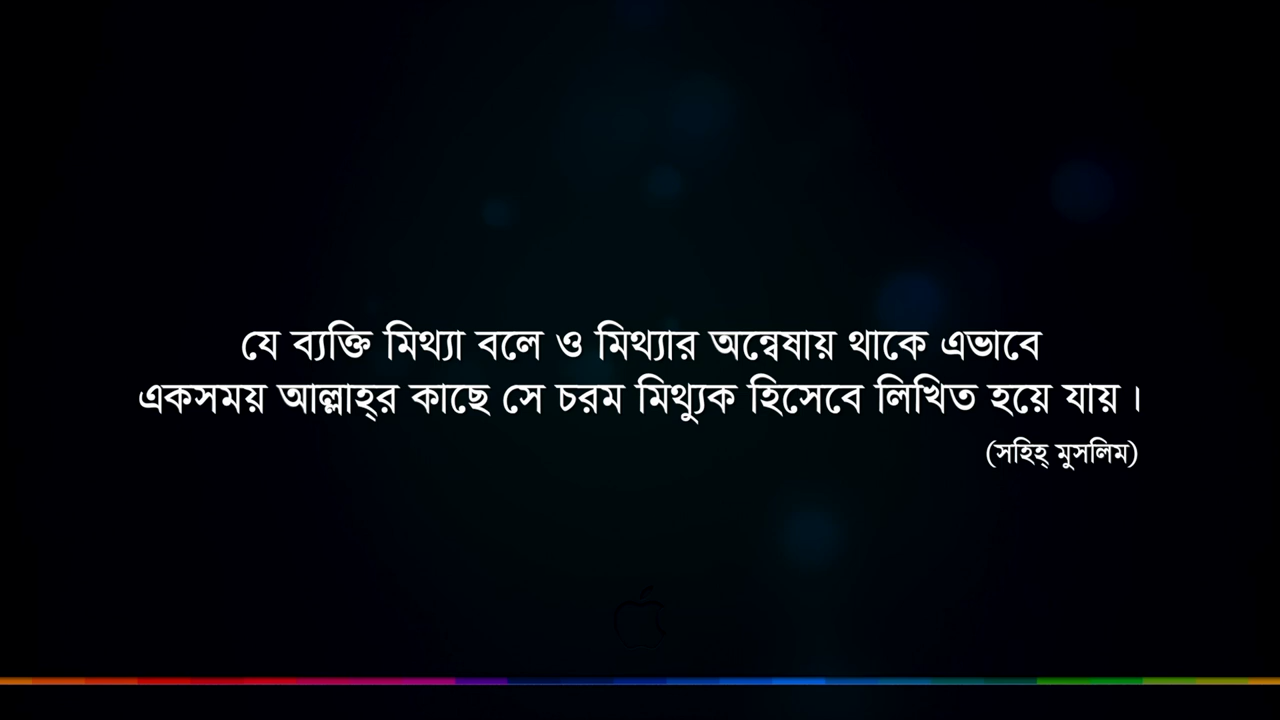 যে ব্যক্তি মিথ্যা বলে ও মিথ্যার অন্বেষায় থাকে এভাবে
একসময় আল্লাহ্‌র কাছে সে চরম মিথ্যুক হিসেবে লিখিত হয়ে যায়।
(সহিহ্ মুসলিম)